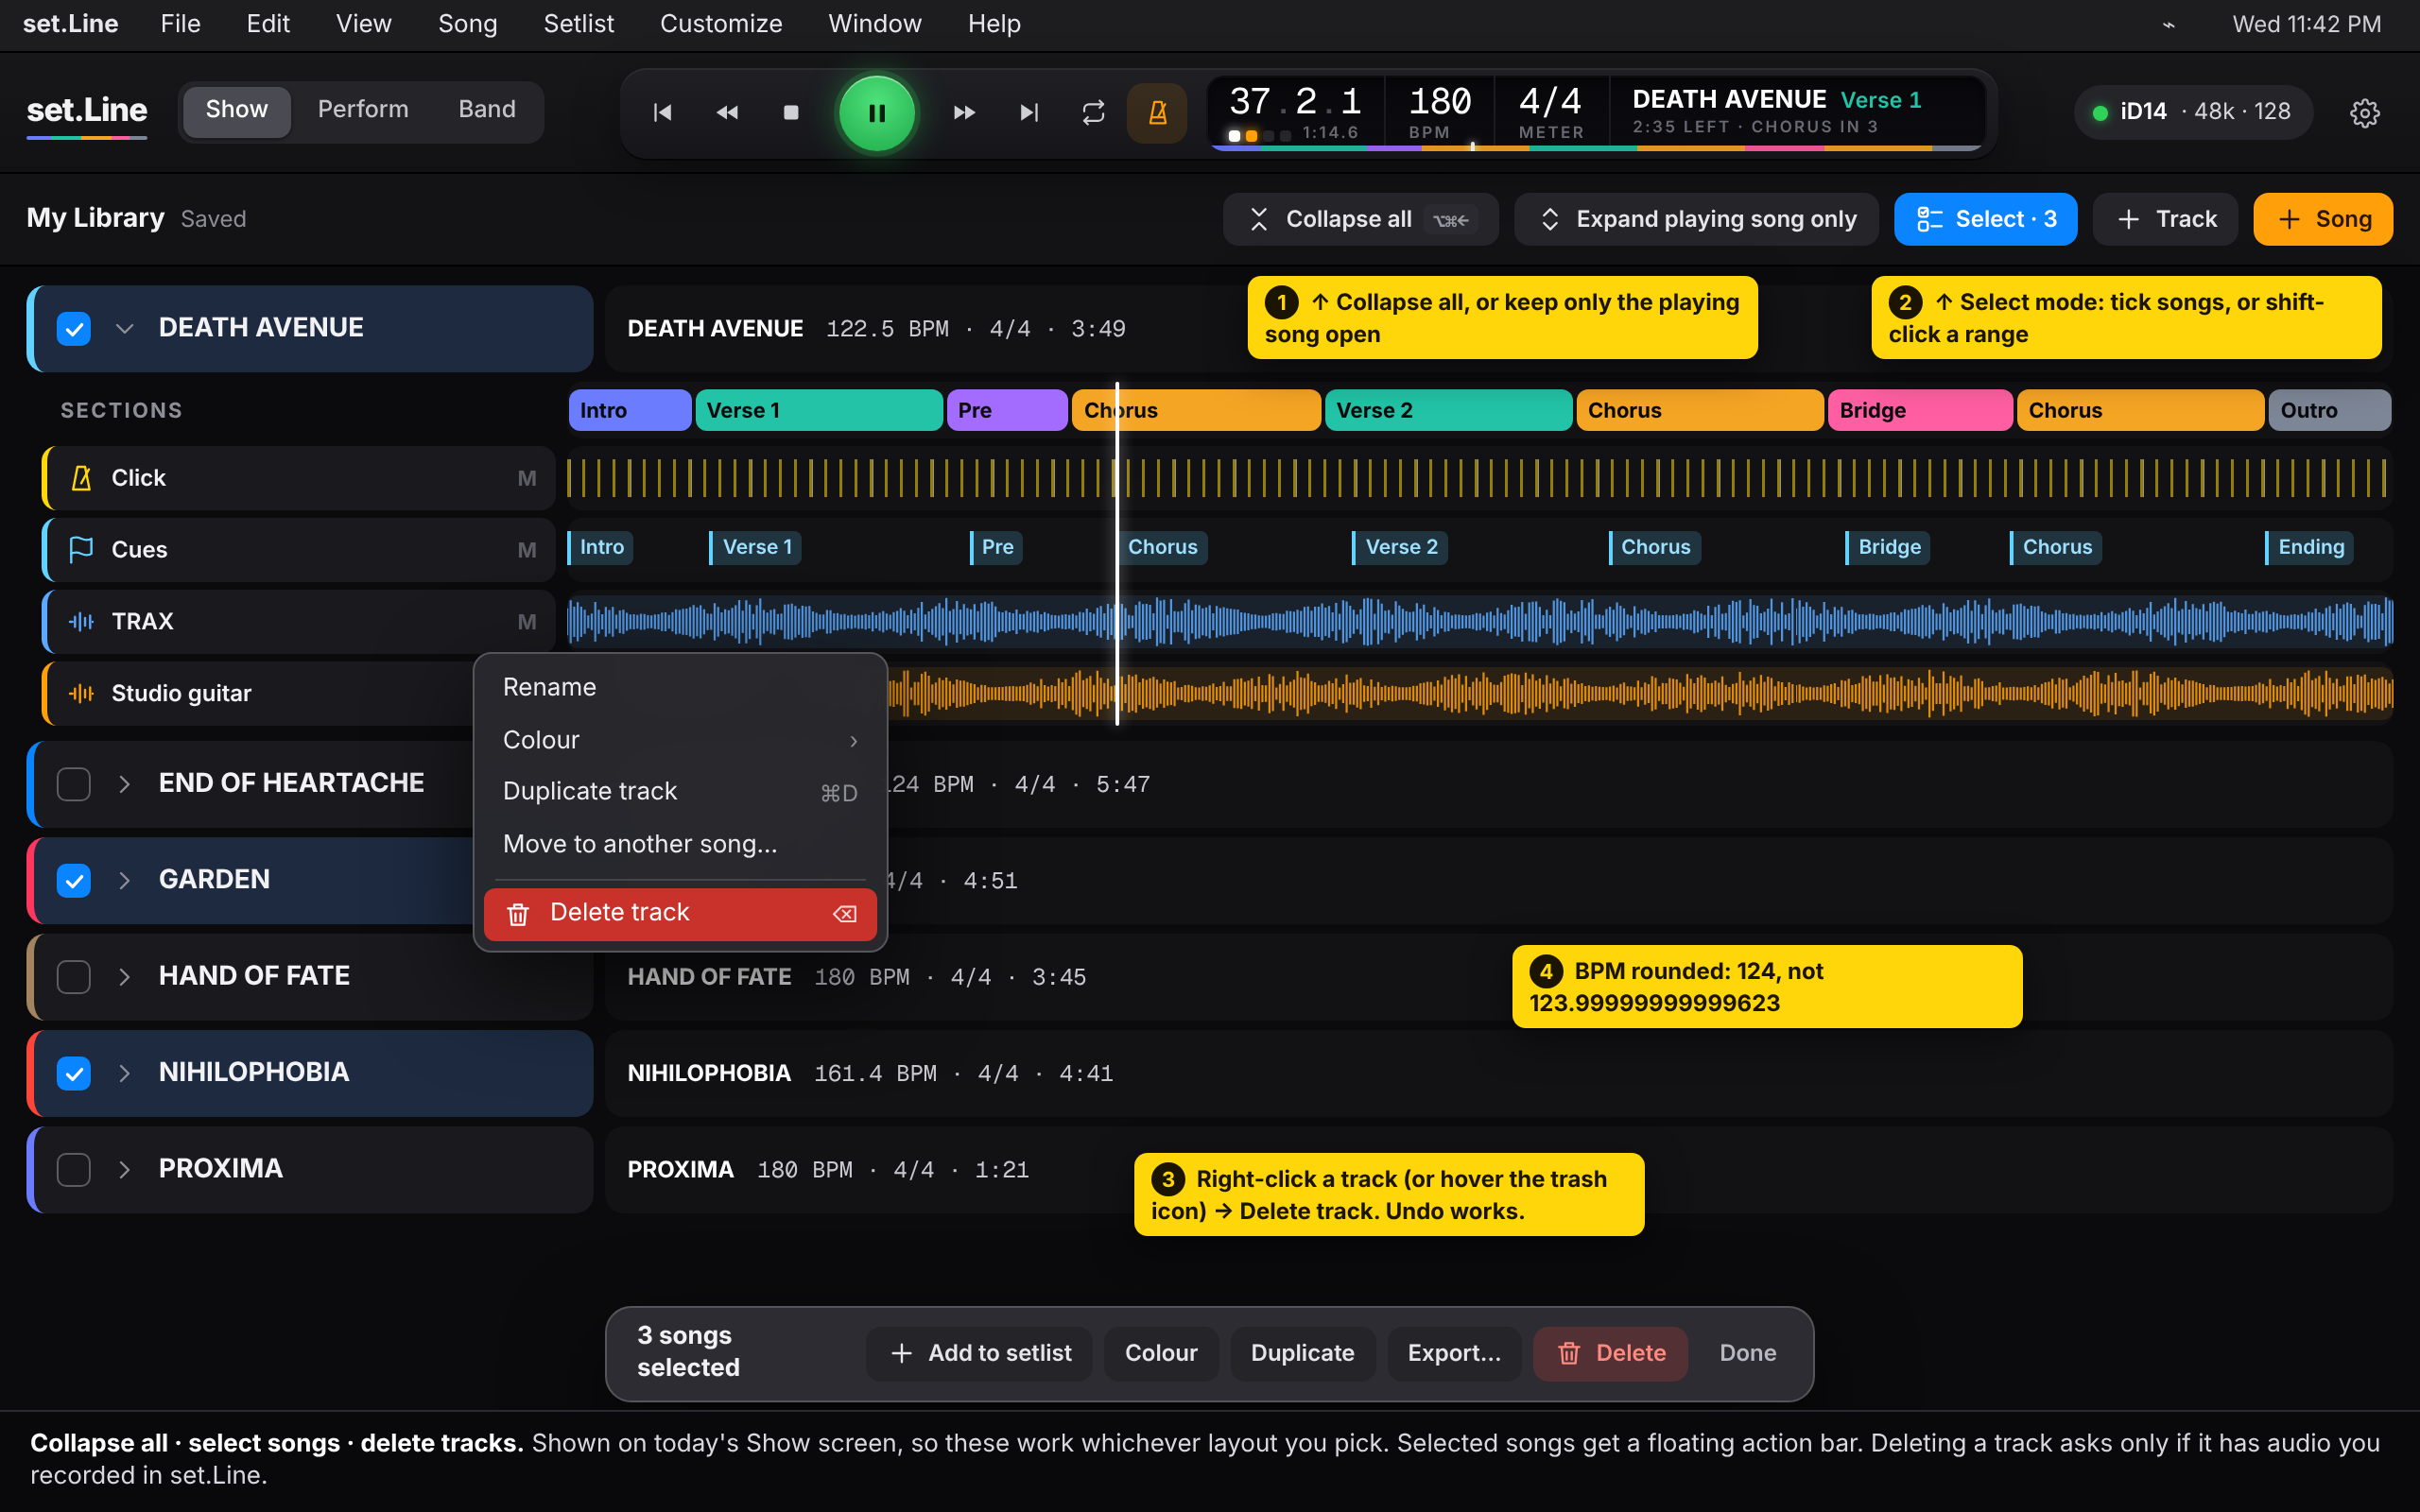 set.Line File Edit View Song Setlist Customize Window Help Wed 11:42 PM
set.Line Show Perform Band
37.2.1 180 4/4 DEATH AVENUE Verse 1
1:14.6 BPM METER 2:35 LEFT · CHORUS IN 3
iD14 · 48k · 128
My Library Saved
Collapse all ⌥⌘← Expand playing song only Select · 3 + Track + Song
DEATH AVENUE
DEATH AVENUE 122.5 BPM · 4/4 · 3:49
1 ↑ Collapse all, or keep only the playing
song open
2 ↑ Select mode: tick songs, or shift-
click a range
SECTIONS
Intro Verse 1 Pre Chorus Verse 2 Chorus Bridge Chorus Outro
Click M
Cues M
Intro Verse 1 Pre Chorus Verse 2 Chorus Bridge Chorus Ending
TRAX M
Studio guitar
Rename
Colour ›
Duplicate track ⌘D
Move to another song...
Delete track ⌫
END OF HEARTACHE
24 BPM · 4/4 · 5:47
GARDEN
4/4 · 4:51
HAND OF FATE
HAND OF FATE 180 BPM · 4/4 · 3:45
4 BPM rounded: 124, not
123.99999999999623
NIHILOPHOBIA
NIHILOPHOBIA 161.4 BPM · 4/4 · 4:41
PROXIMA
PROXIMA 180 BPM · 4/4 · 1:21
3 Right-click a track (or hover the trash
icon) → Delete track. Undo works.
3 songs
selected
+ Add to setlist Colour Duplicate Export... Delete Done
Collapse all · select songs · delete tracks. Shown on today's Show screen, so these work whichever layout you pick. Selected songs get a floating action bar. Deleting a track asks only if it has audio you
recorded in set.Line.